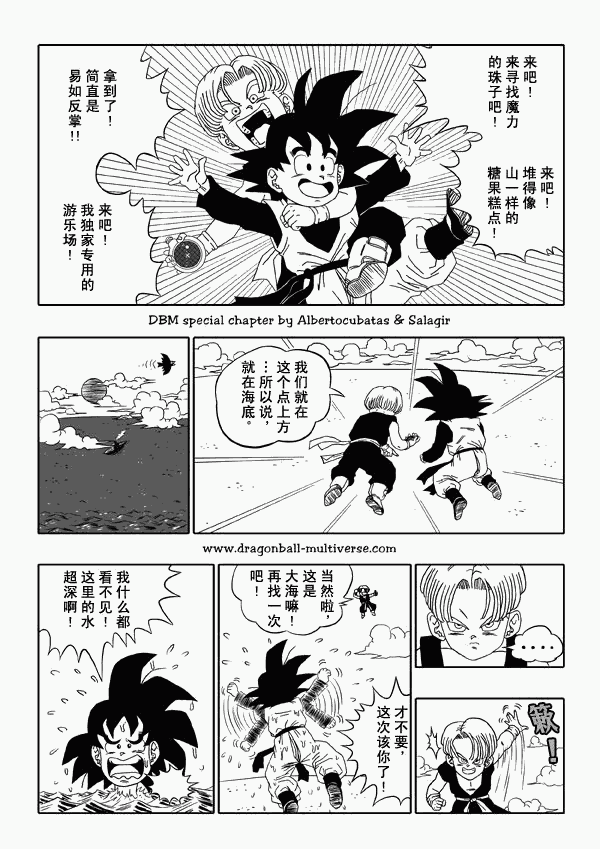 拿到了！
简直是
易如反掌！！
来吧！
我独家专用的
游乐场！
来吧！
来寻找魔力
的珠子吧！
来吧！
堆得像
山一样的
糖果糕点！
DBM special chapter by Albertocubatas & Salagir
我们就在
这个点上方
…所以说，
就在海底。
www.dragonball-multiverse.com
我什么都
看不见！
这里的水
超深啊！
当然啦，
这是
大海嘛！
再找一次
吧！
才不要，
这次该你了！
....
簌！